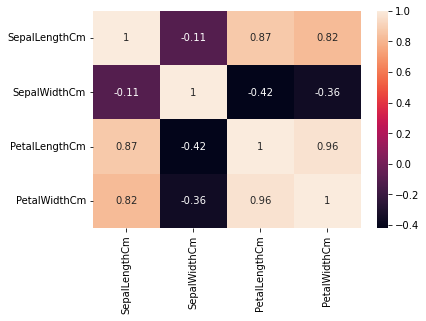 SepalLengthCm 1 -0.11 0.87 0.82
SepalWidthCm -0.11 1 -0.42 -0.36
PetalLengthCm 0.87 -0.42 1 0.96
PetalWidthCm 0.82 -0.36 0.96 1
SepalLengthCm
SepalWidthCm
PetalLengthCm
PetalWidthCm
1.0
0.8
0.6
0.4
0.2
0.0
−0.2
−0.4